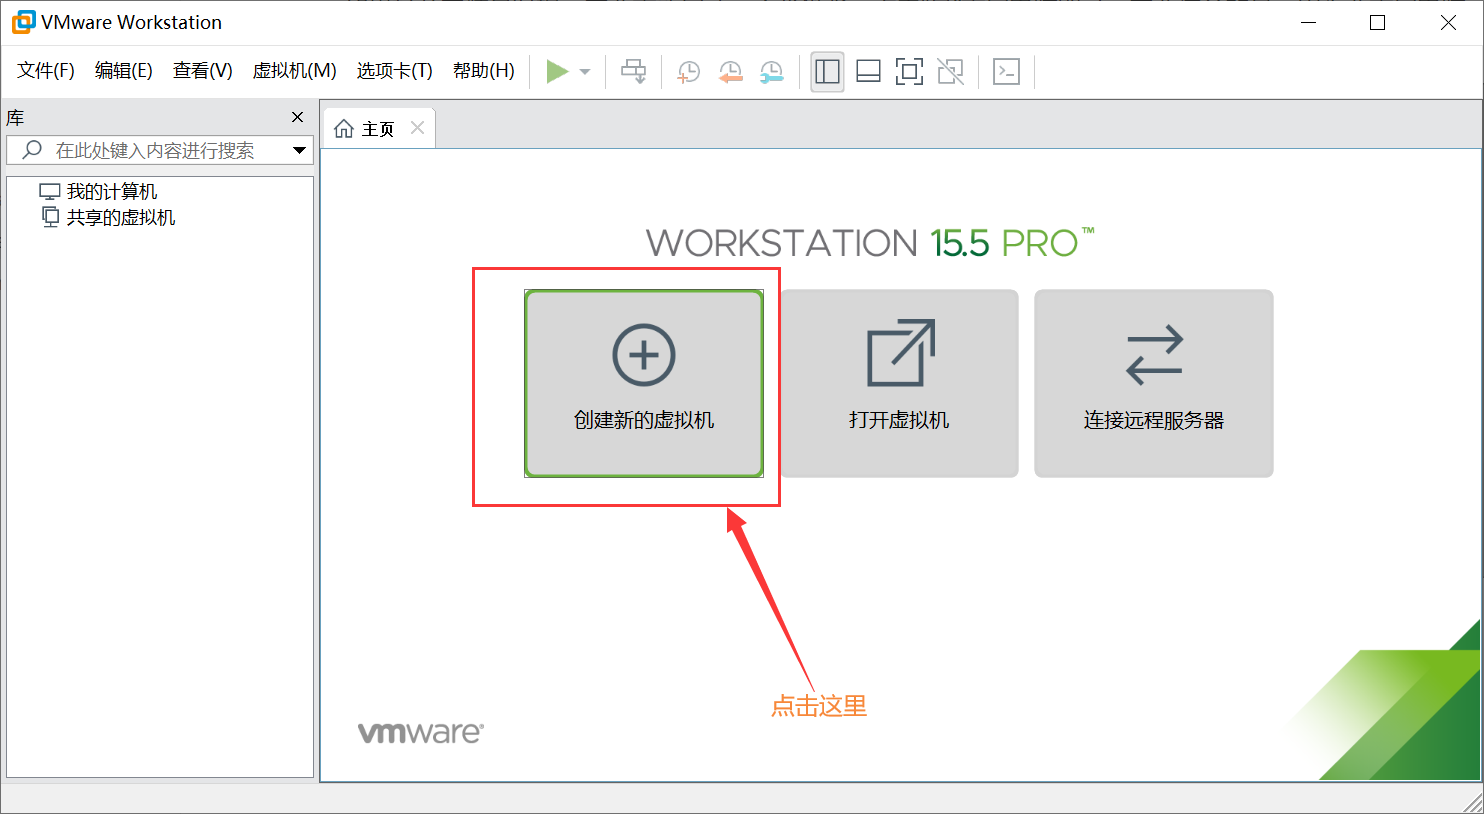 VMware Workstation
文件(F) 编辑(E) 查看(V) 虚拟机(M) 选项卡(T) 帮助(H)
库
主页
在此处键入内容进行搜索
我的计算机
共享的虚拟机
WORKSTATION 15.5 PRO™
创建新的虚拟机 打开虚拟机 连接远程服务器
点击这里
vmware®